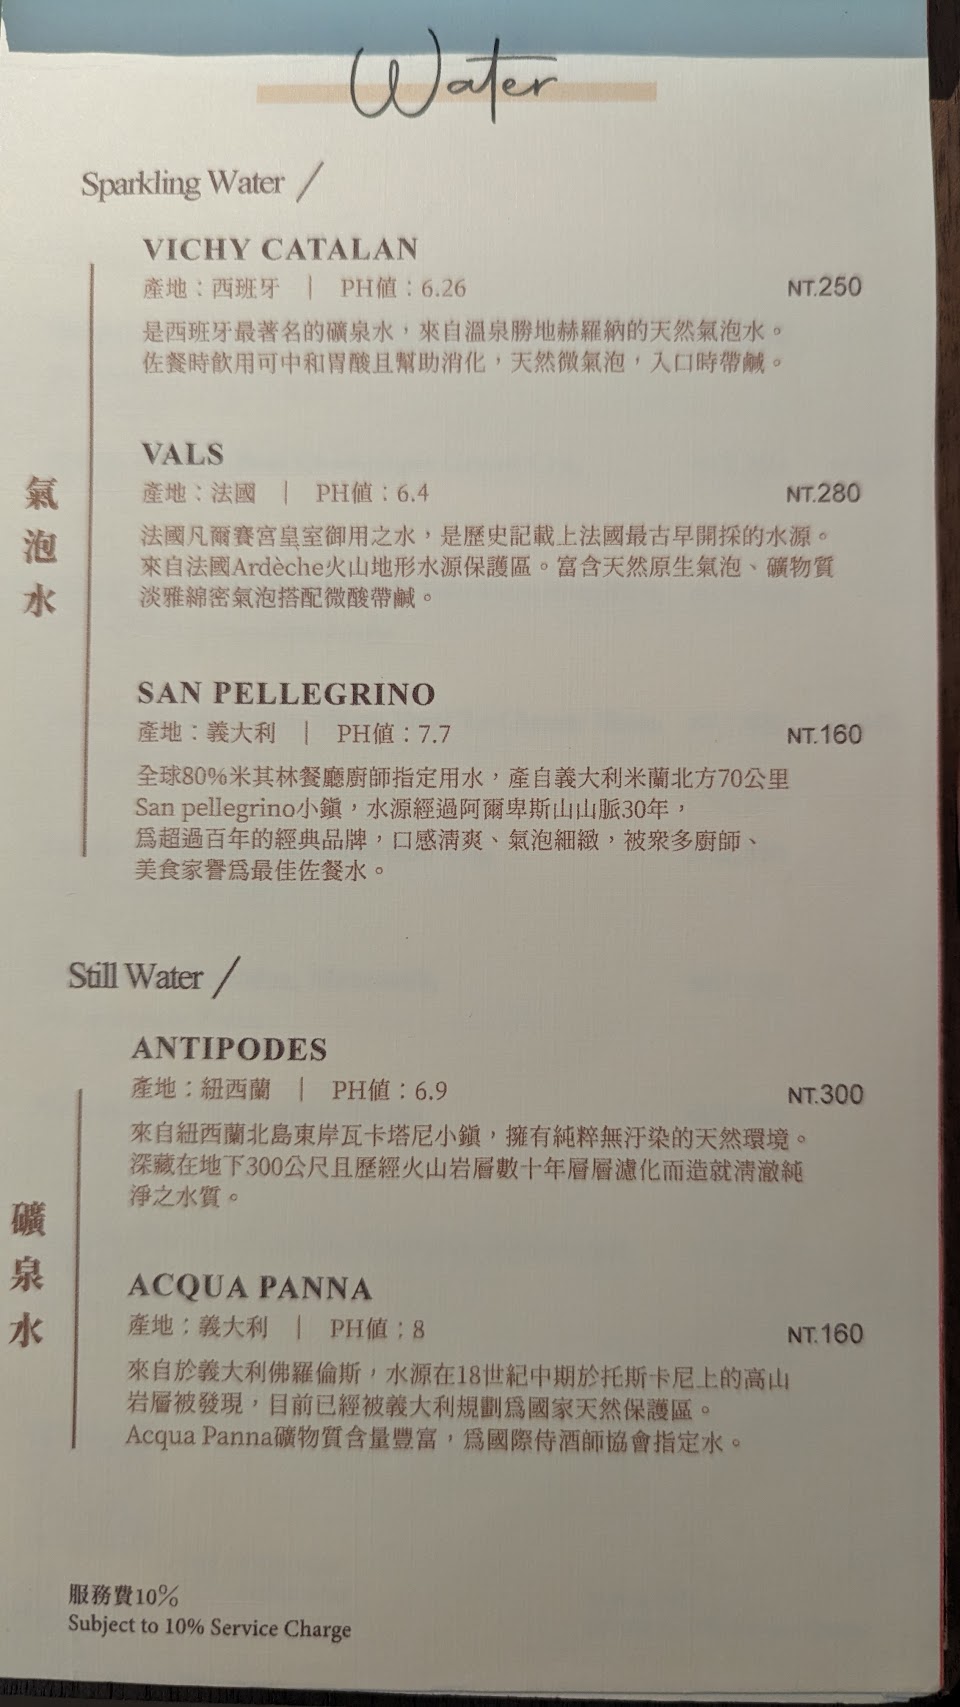 Water
Sparkling Water /
氣泡水
VICHY CATALAN
產地：西班牙 | PH値：6.26
NT.250
是西班牙最著名的礦泉水，來自溫泉勝地赫羅納的天然氣泡水。
佐餐時飲用可中和胃酸且幫助消化，天然微氣泡，入口時帶鹹。
VALS
產地：法國 | PH値：6.4
NT.280
法國凡爾賽宮皇室御用之水，是歷史記載上法國最古早開採的水源。
來自法國Ardèche火山地形水源保護區。富含天然原生氣泡、礦物質
淡雅綿密氣泡搭配微酸帶鹹。
SAN PELLEGRINO
產地：義大利 | PH値：7.7
NT.160
全球80%米其林餐廳廚師指定用水，產自義大利米蘭北方70公里
San pellegrino小鎭，水源經過阿爾卑斯山山脈30年，
爲超過百年的經典品牌，口感淸爽、氣泡細緻，被衆多廚師、
美食家譽爲最佳佐餐水。
Still Water /
礦泉水
ANTIPODES
產地：紐西蘭 | PH値：6.9
NT.300
來自紐西蘭北島東岸瓦卡塔尼小鎭，擁有純粹無汙染的天然環境。
深藏在地下300公尺且歷經火山岩層數十年層層濾化而造就淸澈純
淨之水質。
ACQUA PANNA
產地：義大利 | PH値：8
NT.160
來自於義大利佛羅倫斯，水源在18世紀中期於托斯卡尼上的高山
岩層被發現，目前已經被義大利規劃爲國家天然保護區。
Acqua Panna礦物質含量豐富，爲國際侍酒師協會指定水。
服務費10%
Subject to 10% Service Charge